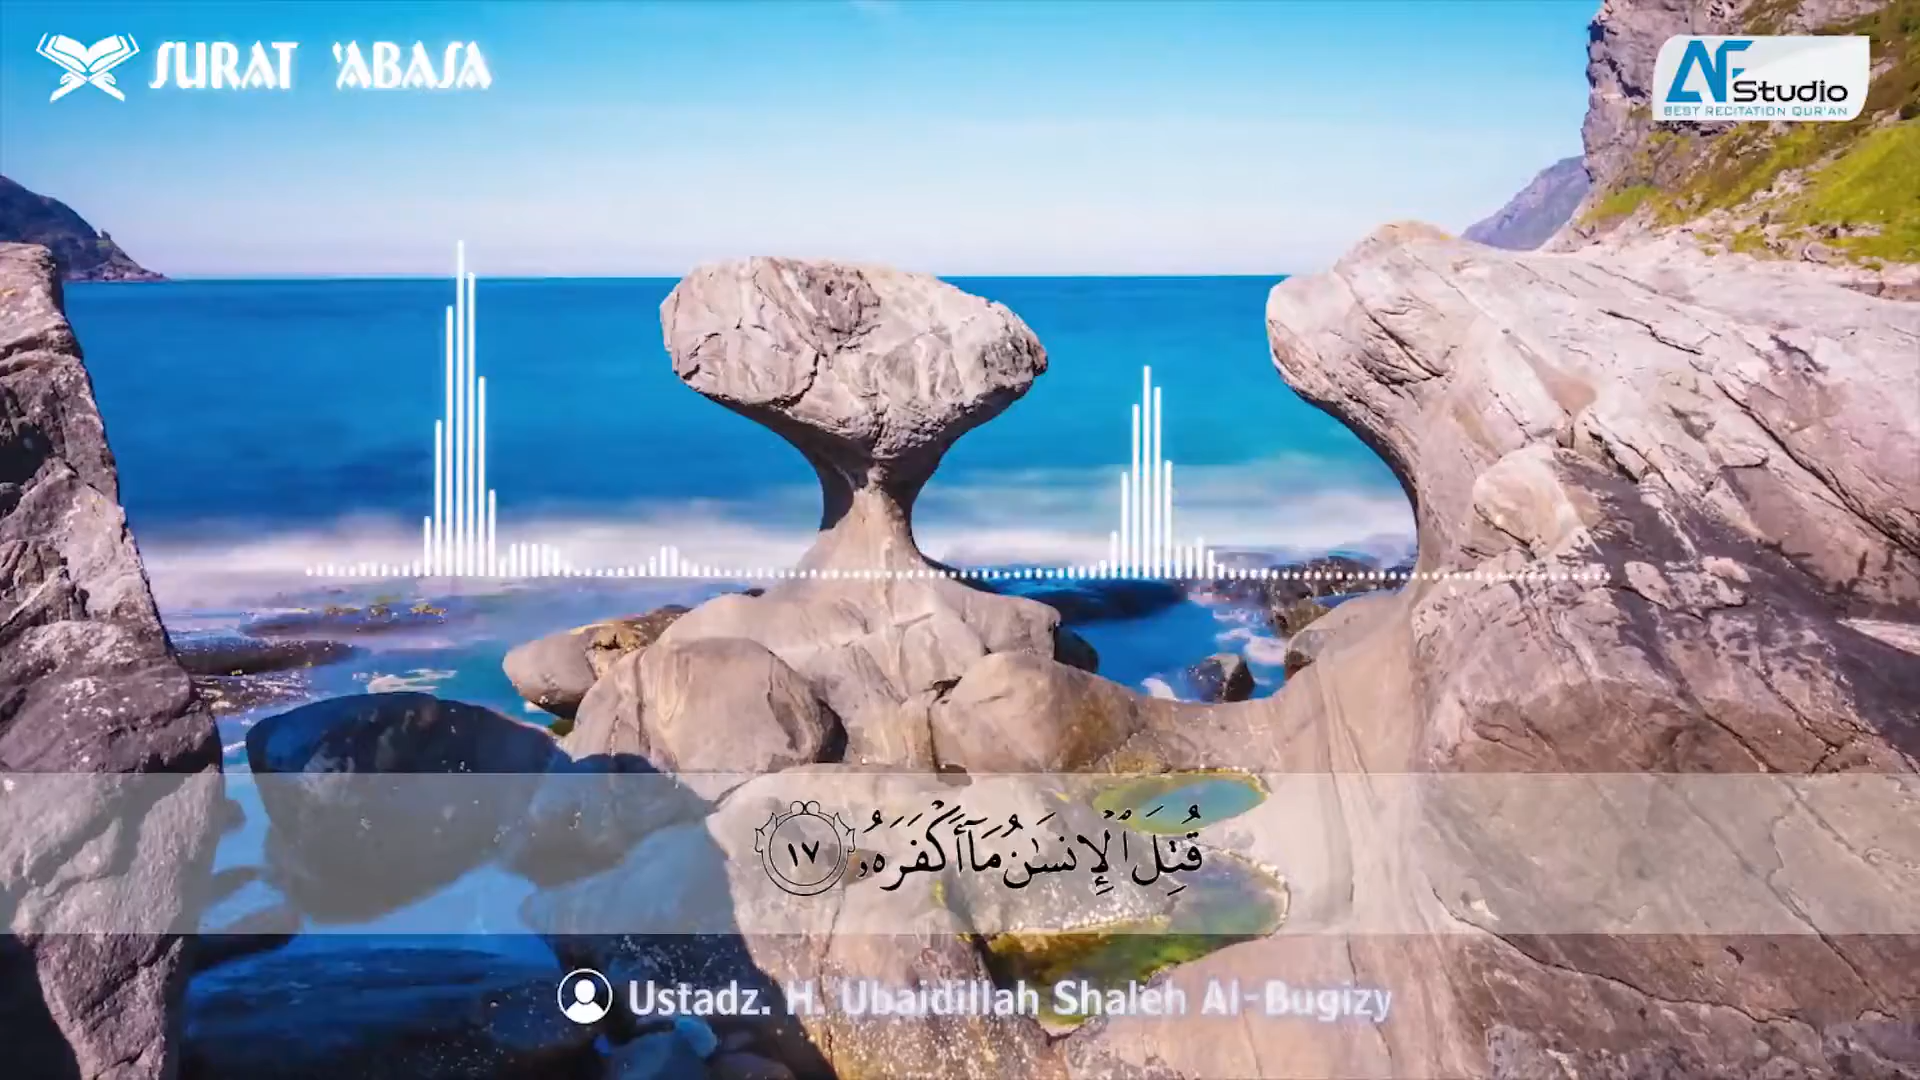 SURAT 'ABASA
AF Studio
BEST RECITATION QUR'AN
قُتِلَ ٱلْإِنسَٰنُ مَآ أَكْفَرَهُۥ ١٧
Ustadz. H. Ubaidillah Shaleh Al-Bugizy